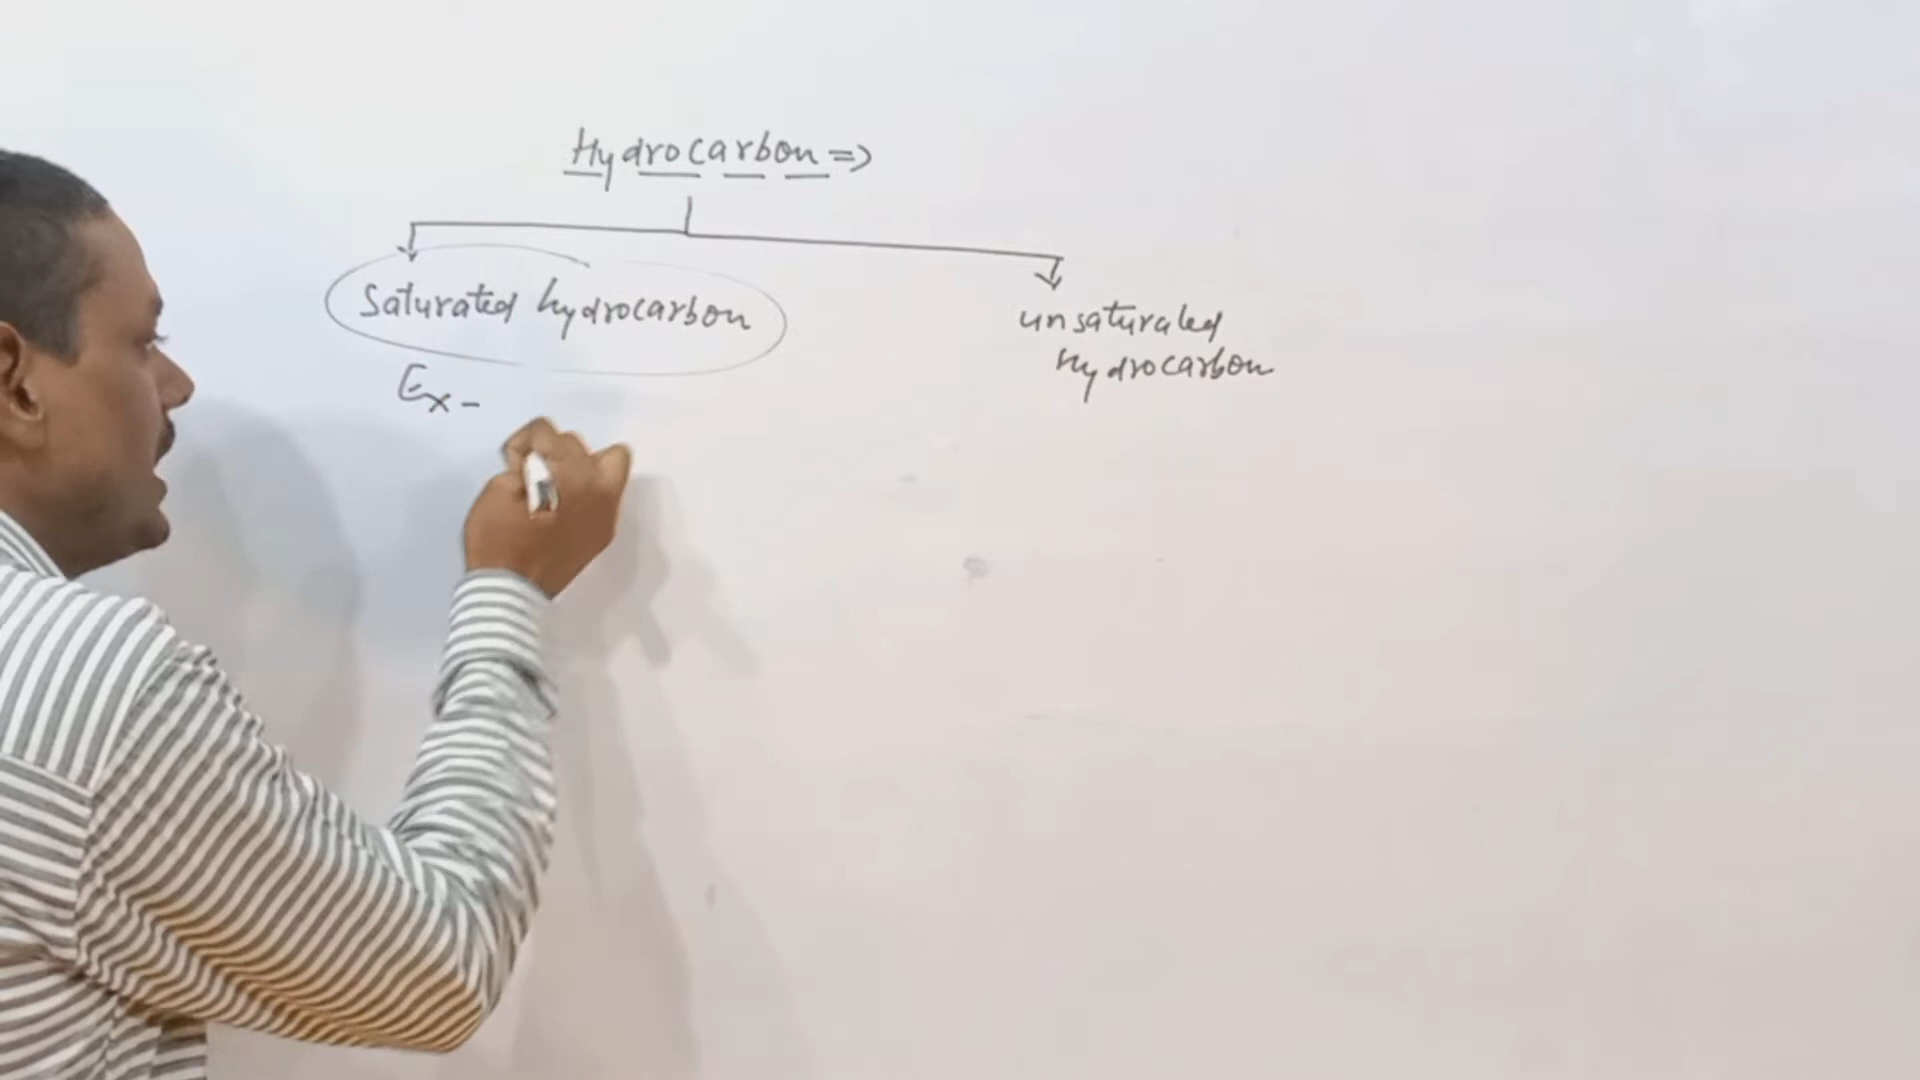 Hydrocarbon =>
Saturated hydrocarbon
unsaturated
Hydrocarbon
Ex -